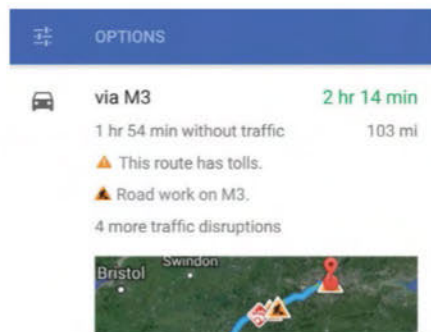 OPTIONS
via M3 2 hr 14 min
1 hr 54 min without traffic 103 mi
This route has tolls.
Road work on M3.
4 more traffic disruptions
Swindon
Bristol